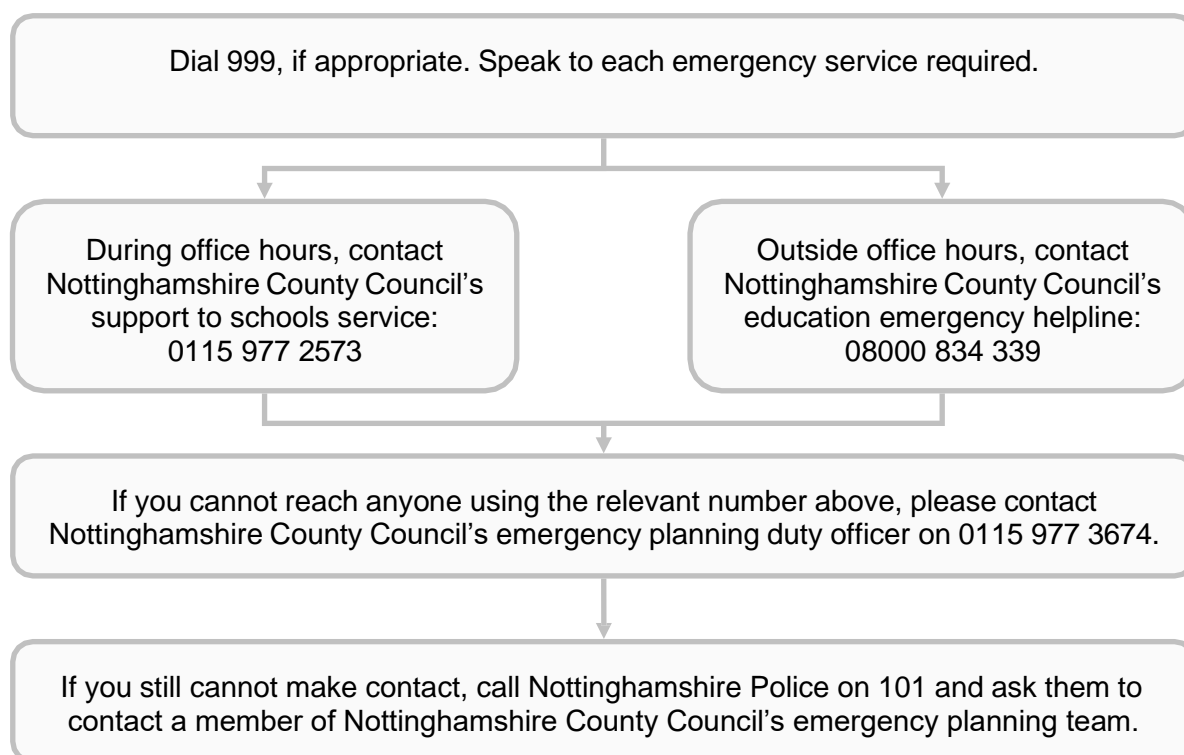 Dial 999, if appropriate. Speak to each emergency service required.
During office hours, contact
Nottinghamshire County Council’s
support to schools service:
0115 977 2573
Outside office hours, contact
Nottinghamshire County Council’s
education emergency helpline:
08000 834 339
If you cannot reach anyone using the relevant number above, please contact
Nottinghamshire County Council’s emergency planning duty officer on 0115 977 3674.
If you still cannot make contact, call Nottinghamshire Police on 101 and ask them to
contact a member of Nottinghamshire County Council’s emergency planning team.